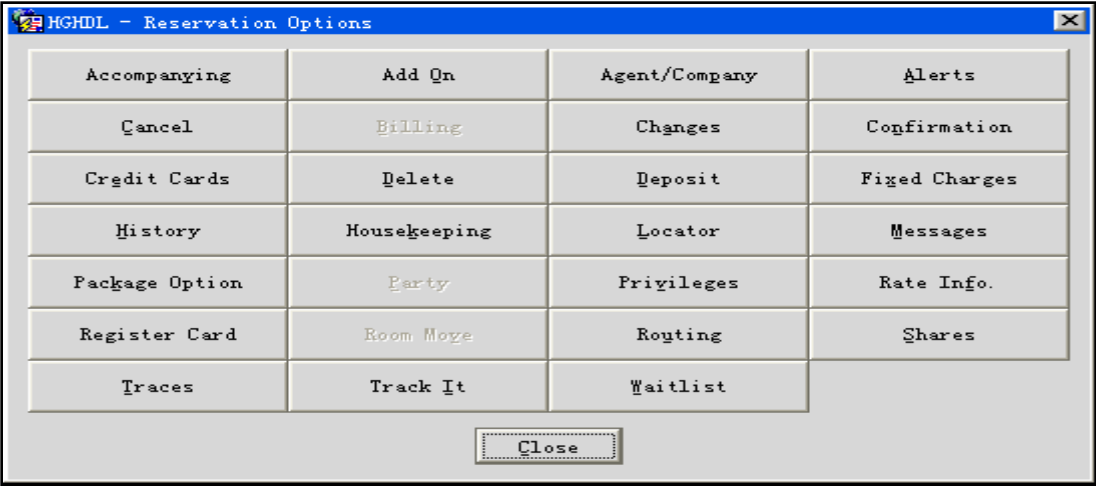 HGHDL - Reservation Options
Accompanying Add On Agent/Company Alerts
Cancel Billing Changes Confirmation
Credit Cards Delete Deposit Fixed Charges
History Housekeeping Locator Messages
Package Option Party Privileges Rate Info.
Register Card Room Move Routing Shares
Traces Track It Waitlist
Close